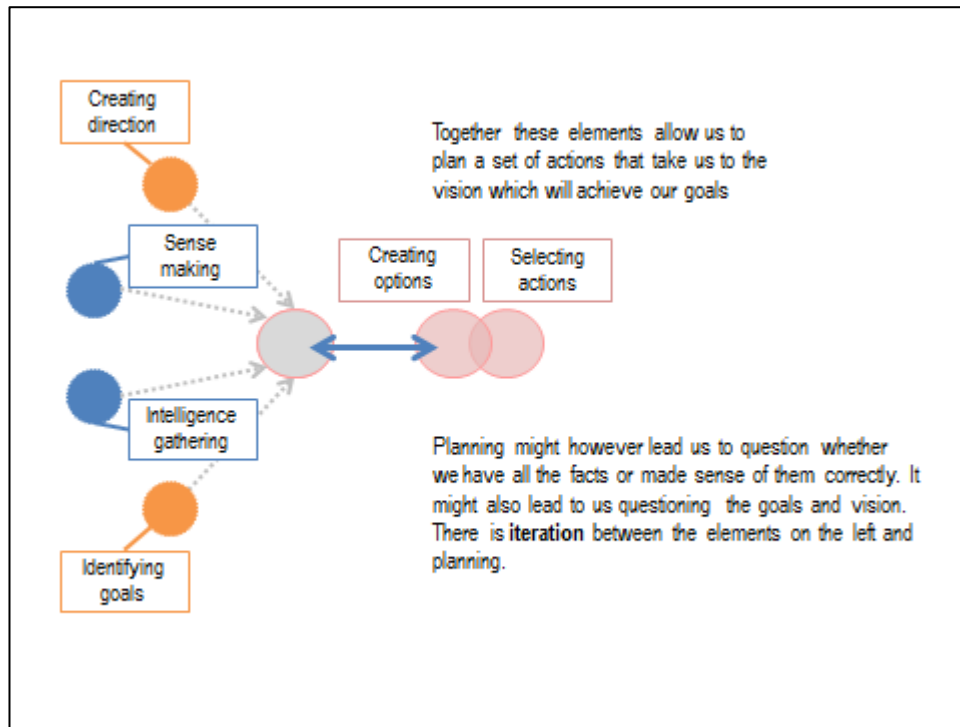 Creating
direction
Together these elements allow us to
plan a set of actions that take us to the
vision which will achieve our goals
Sense
making
Creating
options
Selecting
actions
Intelligence
gathering
Planning might however lead us to question whether
we have all the facts or made sense of them correctly. It
might also lead to us questioning the goals and vision.
There is iteration between the elements on the left and
planning.
Identifying
goals